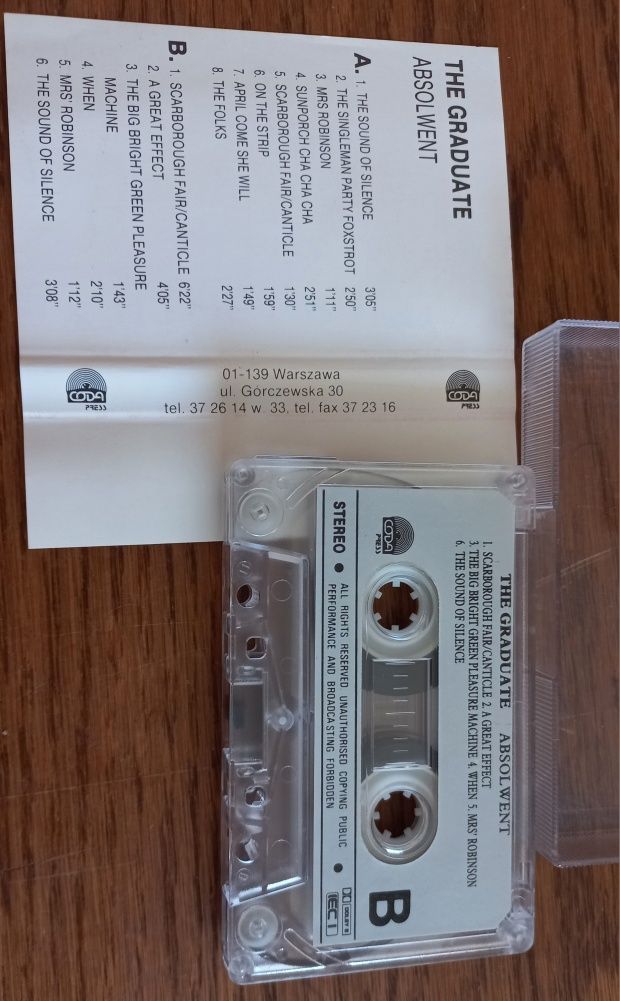 THE GRADUATE
ABSOLWENT
A. 1. THE SOUND OF SILENCE 3'05"
2. THE SINGLEMAN PARTY FOXSTROT 2'50"
3. MRS ROBINSON 1'11"
4. SUNPORCH CHA CHA CHA 2'51"
5. SCARBOROUGH FAIR/CANTICLE 1'30"
6. ON THE STRIP 1'59"
7. APRIL COME SHE WILL 1'49"
8. THE FOLKS 2'27"
B. 1. SCARBOROUGH FAIR/CANTICLE 6'22"
2. A GREAT EFFECT 4'05"
3. THE BIG BRIGHT GREEN PLEASURE
MACHINE 1'43"
4. WHEN 2'10"
5. MRS' ROBINSON 1'12"
6. THE SOUND OF SILENCE 3'08"
CODA
PRESS
01-139 Warszawa
ul. Górczewska 30
tel. 37 26 14 w. 33, tel. fax 37 23 16
CODA
PRESS
THE GRADUATE ABSOLWENT
1. SCARBOROUGH FAIR/CANTICLE 2. A GREAT EFFECT
3. THE BIG BRIGHT GREEN PLEASURE MACHINE 4. WHEN 5. MRS' ROBINSON
6. THE SOUND OF SILENCE
CODA
PRESS
B
STEREO ● ALL RIGHTS RESERVED UNAUTHORISED COPYING PUBLIC
PERFORMANCE AND BROADCASTING FORBIDDEN ●
DOLBY B
IEC I